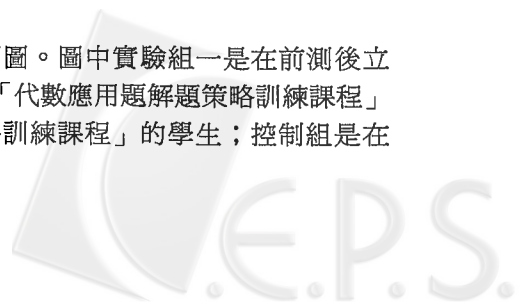 圖。圖中實驗組一是在前測後立
「代數應用題解題策略訓練課程」
訓練課程」的學生；控制組是在
C.E.P.S.